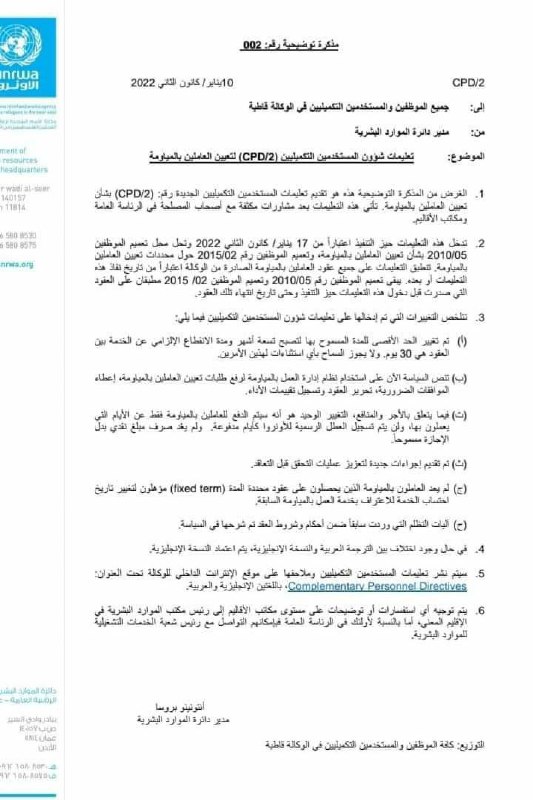 unrwa
الأونروا
مذكرة توضيحية رقم: 002
CPD/2
10يناير/ كانون الثاني 2022
إلى: جميع الموظفين والمستخدمين التكميليين في الوكالة قاطبة
من: مدير دائرة الموارد البشرية
الموضوع: تعليمات شؤون المستخدمين التكميليين (CPD/2) لتعيين العاملين بالمياومة
1. الغرض من المذكرة التوضيحية هذه هو تقديم تعليمات المستخدمين التكميليين الجديدة رقم: (CPD/2) بشأن
تعيين العاملين بالمياومة. تأتي هذه التعليمات بعد مشاورات مكثفة مع أصحاب المصلحة في الرئاسة العامة
ومكاتب الأقاليم.
2. تدخل هذه التعليمات حيز التنفيذ اعتباراً من 17 يناير/ كانون الثاني 2022 وتحل محل تعميم الموظفين
2010/05 بشأن تعيين العاملين بالمياومة، وتعميم الموظفين رقم 2015/02 حول محددات تعيين العاملين
بالمياومة. تنطبق التعليمات على جميع عقود العاملين بالمياومة الصادرة من الوكالة اعتباراً من تاريخ نفاذ هذه
التعليمات أو بعده. يبقى تعميم الموظفين رقم 2010/05 وتعميم الموظفين 02/ 2015 مطبقان على العقود
التي صدرت قبل دخول هذه التعليمات حيز التنفيذ وحتى تاريخ انتهاء تلك العقود.
3. تتلخص التغييرات التي تم إدخالها على تعليمات شؤون المستخدمين التكميليين فيما يلي:
(أ) تم تغيير الحد الأقصى للمدة المسموح بها لتصبح تسعة أشهر ومدة الانقطاع الإلزامي عن الخدمة بين
العقود هي 30 يوم. ولا يجوز السماح بأي استثناءات لهذين الأمرين.
(ب) تنص السياسة الآن على استخدام نظام إدارة العمل بالمياومة لرفع طلبات تعيين العاملين بالمياومة، إعطاء
الموافقات الضرورية، تحرير العقود وتسجيل تقييمات الأداء.
(ت) فيما يتعلق بالأجر والمنافع، التغيير الوحيد هو أنه سيتم الدفع للعاملين بالمياومة فقط عن الأيام التي
يعملون بها، ولن يتم تسجيل العطل الرسمية للأونروا كأيام مدفوعة. ولم يعد صرف مبلغ نقدي بدل
الإجازة مسموحاً.
(ث) تم تقديم إجراءات جديدة لتعزيز عمليات التحقق قبل التعاقد.
(ج) لم يعد العاملون بالمياومة الذين يحصلون على عقود محددة المدة (fixed term) مؤهلون لتغيير تاريخ
احتساب الخدمة للاعتراف بخدمة العمل بالمياومة السابقة.
(ح) آليات التظلم التي وردت سابقاً ضمن أحكام وشروط العقد تم شرحها في السياسة.
4. في حال وجود اختلاف بين الترجمة العربية والنسخة الإنجليزية، يتم اعتماد النسخة الإنجليزية.
5. سيتم نشر تعليمات المستخدمين التكميليين وملاحقها على موقع الإنترانت الداخلي للوكالة تحت العنوان:
Complementary Personnel Directives، باللغتين الإنجليزية والعربية.
6. يتم توجيه أي استفسارات أو توضيحات على مستوى مكاتب الأقاليم إلى رئيس مكتب الموارد البشرية في
الإقليم المعني، أما بالنسبة لأولئك في الرئاسة العامة فبإمكانهم التواصل مع رئيس شعبة الخدمات التشغيلية
للموارد البشرية.
أنتونينو بروسا
مدير دائرة الموارد البشرية
التوزيع: كافة الموظفين والمستخدمين التكميليين في الوكالة قاطبة
ment of
resources
headquarters
r wadi al-seer
140157
n 11814
6 580 8530
6 580 8575
nrwa.org
دائرة الموارد البشرية
الرئاسة العامة
بيادر وادي السير
ص.ب ١٤٠١٥٧
عمان ١١٨١٤
الأردن